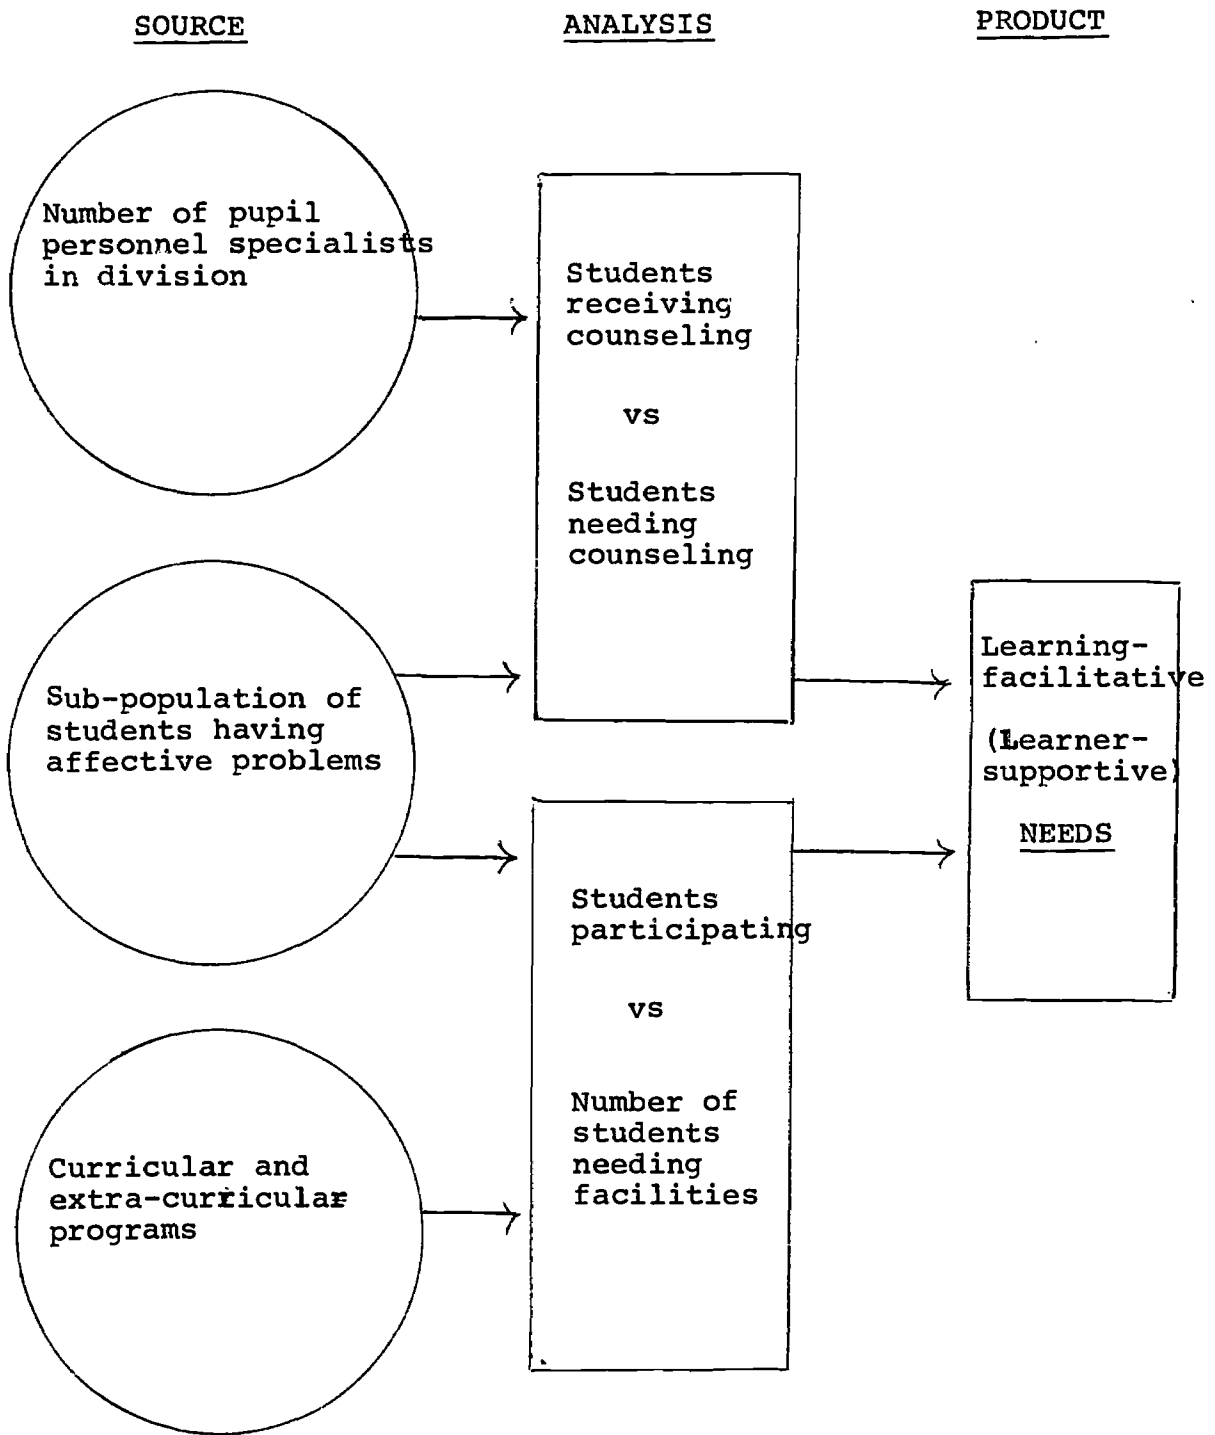 SOURCE
ANALYSIS
PRODUCT
Number of pupil
personnel specialists
in division
Students
receiving
counseling
vs
Students
needing
counseling
Sub-population of
students having
affective problems
Learning-
facilitative
(Learner-
supportive)
NEEDS
Students
participating
vs
Number of
students
needing
facilities
Curricular and
extra-curricular
programs